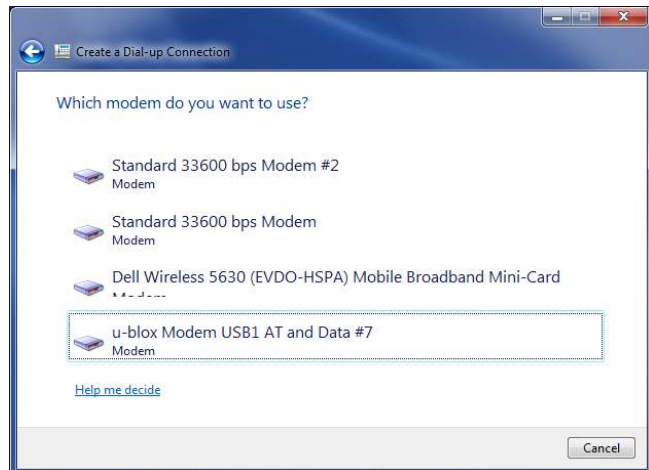 Create a Dial-up Connection
Which modem do you want to use?
Standard 33600 bps Modem #2
Modem
Standard 33600 bps Modem
Modem
Dell Wireless 5630 (EVDO-HSPA) Mobile Broadband Mini-Card
Modem
u-blox Modem USB1 AT and Data #7
Modem
Help me decide
Cancel